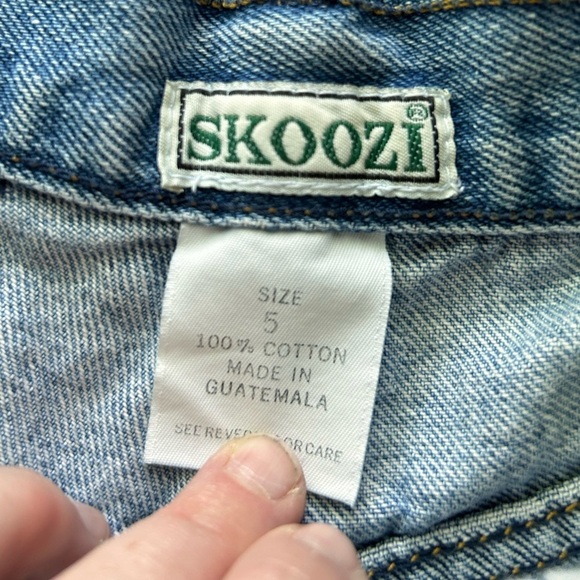 SKOOZI®
SIZE
5
100% COTTON
MADE IN
GUATEMALA
SEE CARE